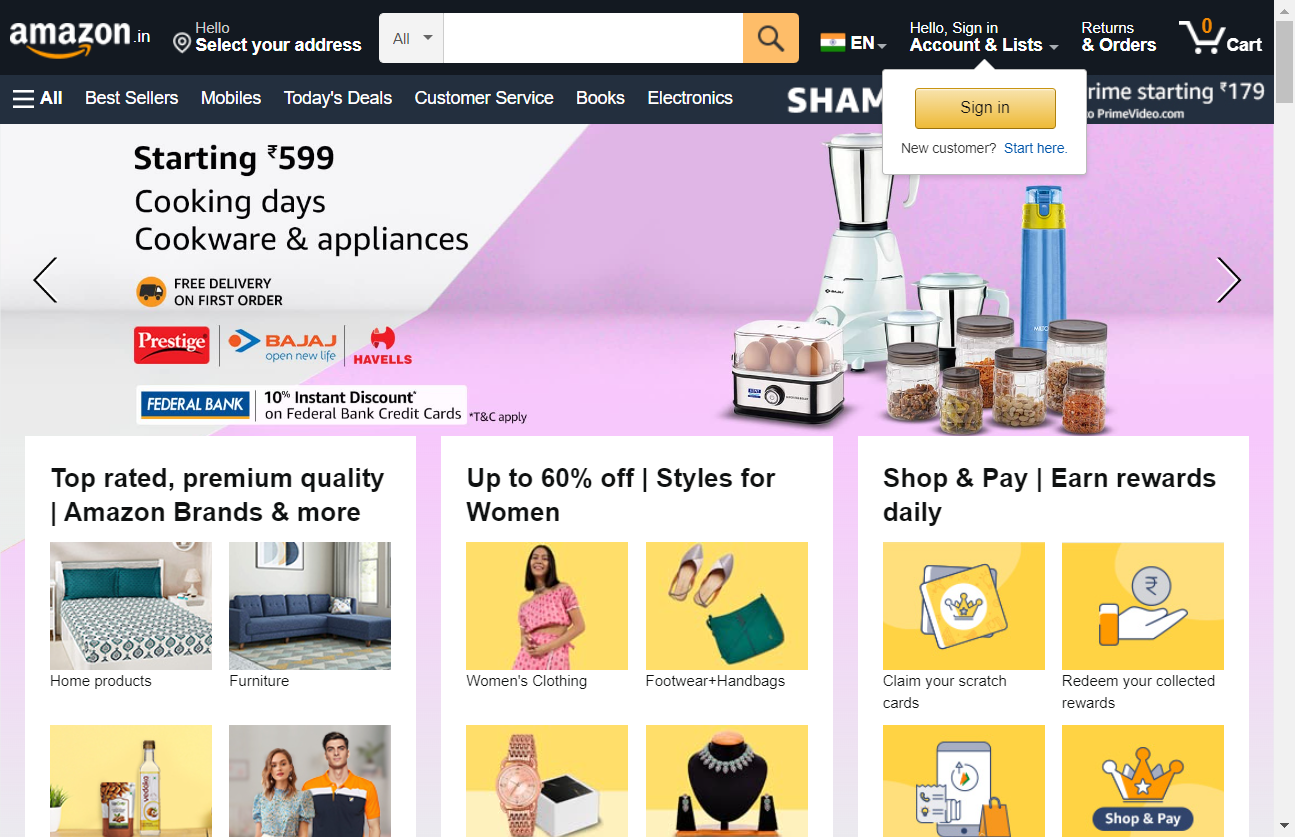 amazon.in
Hello
Select your address
All
EN
Hello, Sign in
Account & Lists
Returns
& Orders
0
Cart
All
Best Sellers
Mobiles
Today's Deals
Customer Service
Books
Electronics
SHAM
rime starting ₹179
to PrimeVideo.com
Sign in
New customer? Start here.
Starting ₹599
Cooking days
Cookware & appliances
FREE DELIVERY
ON FIRST ORDER
Prestige
BAJAJ
open new life
HAVELLS
FEDERAL BANK
10% Instant Discount*
on Federal Bank Credit Cards
*T&C apply
BAJAJ
KENT
Top rated, premium quality
| Amazon Brands & more
Home products
Furniture
vedaka
Up to 60% off | Styles for
Women
Women's Clothing
Footwear+Handbags
Shop & Pay | Earn rewards
daily
Claim your scratch
cards
Redeem your collected
rewards
₹
Shop & Pay